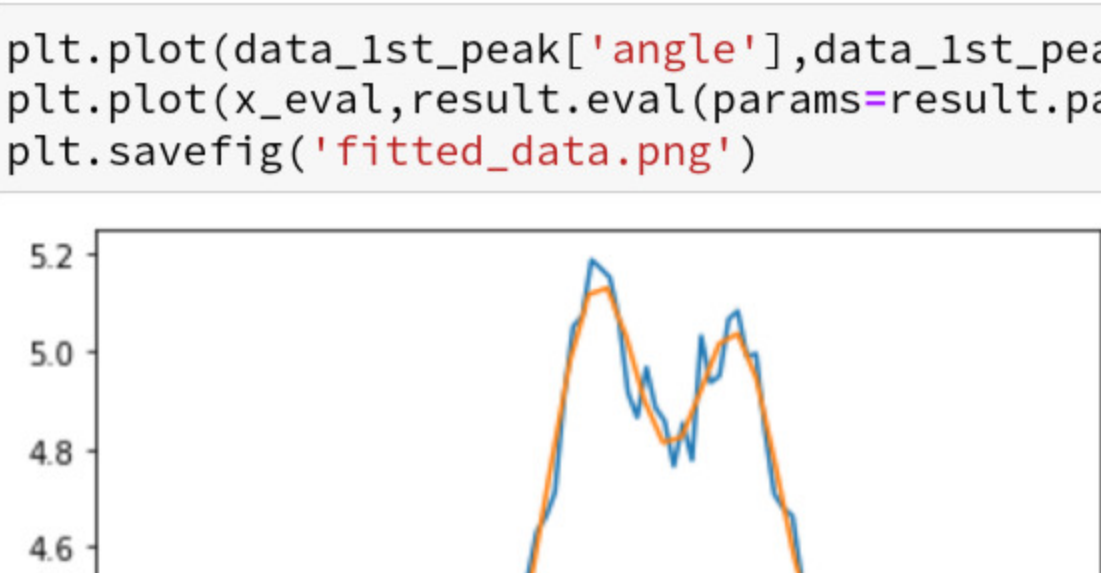 plt.plot(data_1st_peak['angle'],data_1st_pea
plt.plot(x_eval,result.eval(params=result.pa
plt.savefig('fitted_data.png')
5.2
5.0
4.8
4.6